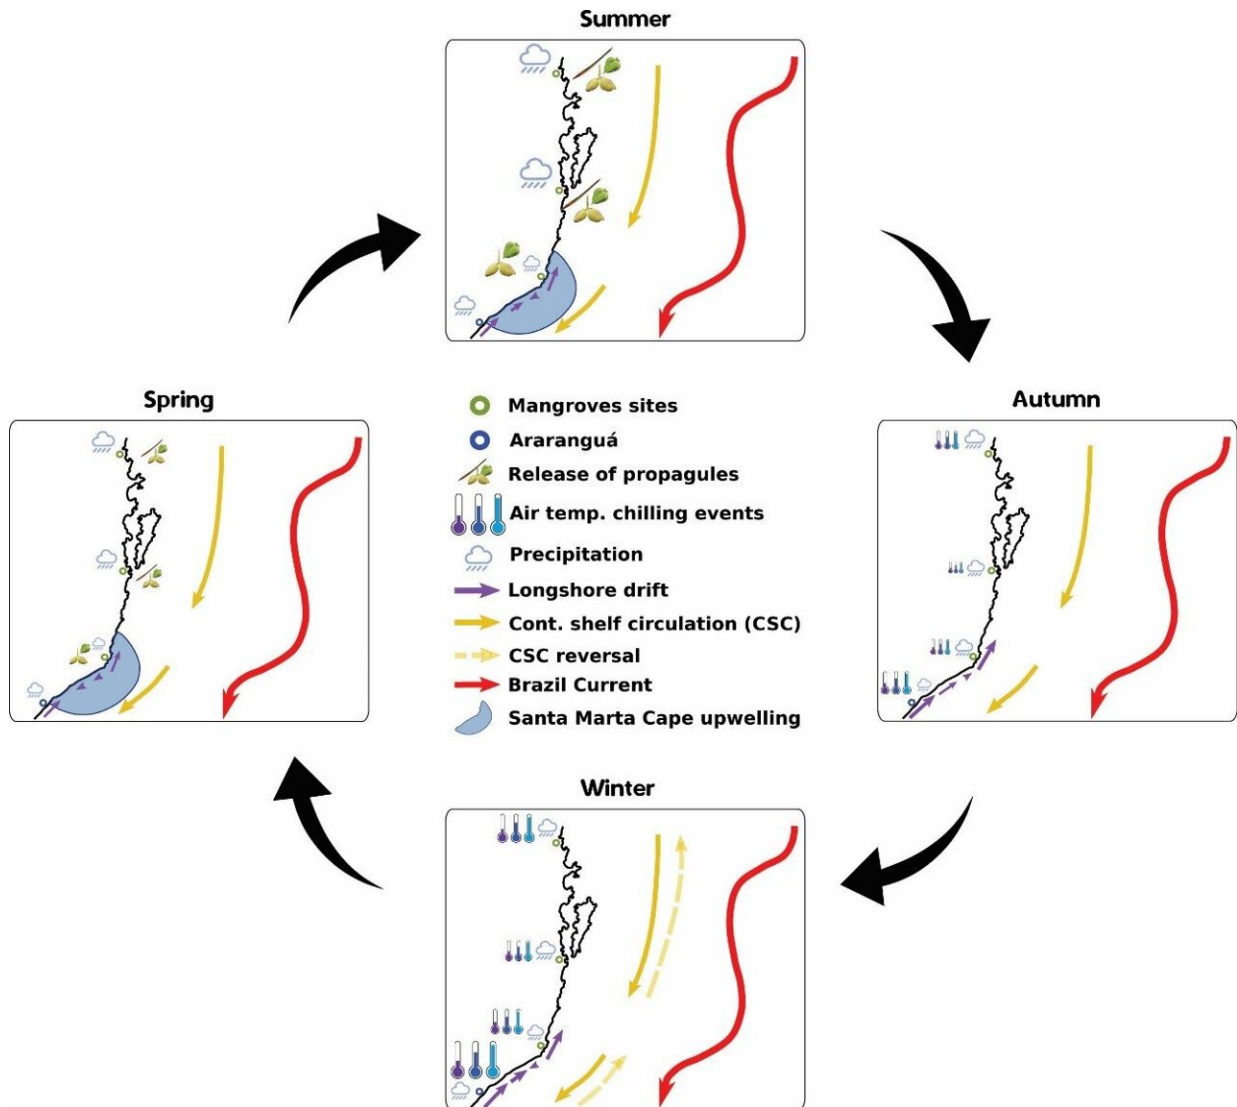 Summer
Spring
Autumn
Mangroves sites
Araranguá
Release of propagules
Air temp. chilling events
Precipitation
Longshore drift
Cont. shelf circulation (CSC)
CSC reversal
Brazil Current
Santa Marta Cape upwelling
Winter